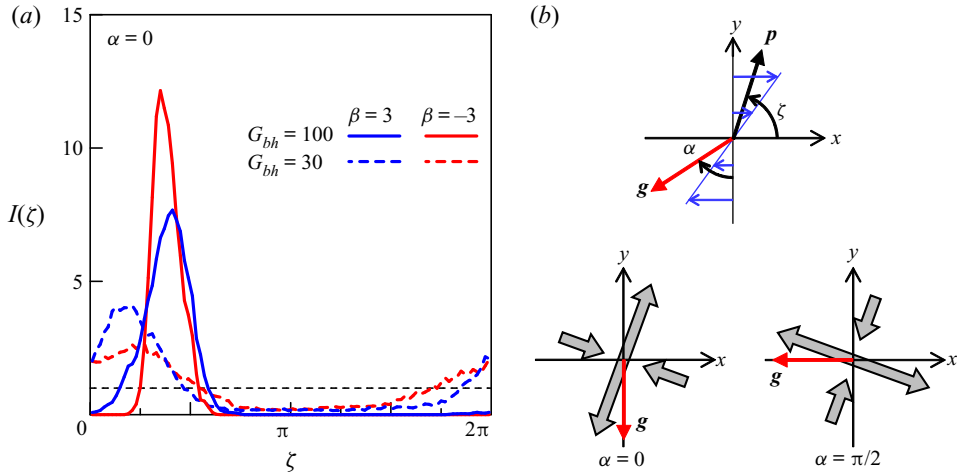 (a)
15
α = 0
β = 3 β = –3
G_bh = 100
G_bh = 30
10
I(ζ)
5
0 π 2π
ζ
(b)
y
p
ζ
x
α
g
y
x
g
α = 0
y
x
g
α = π/2